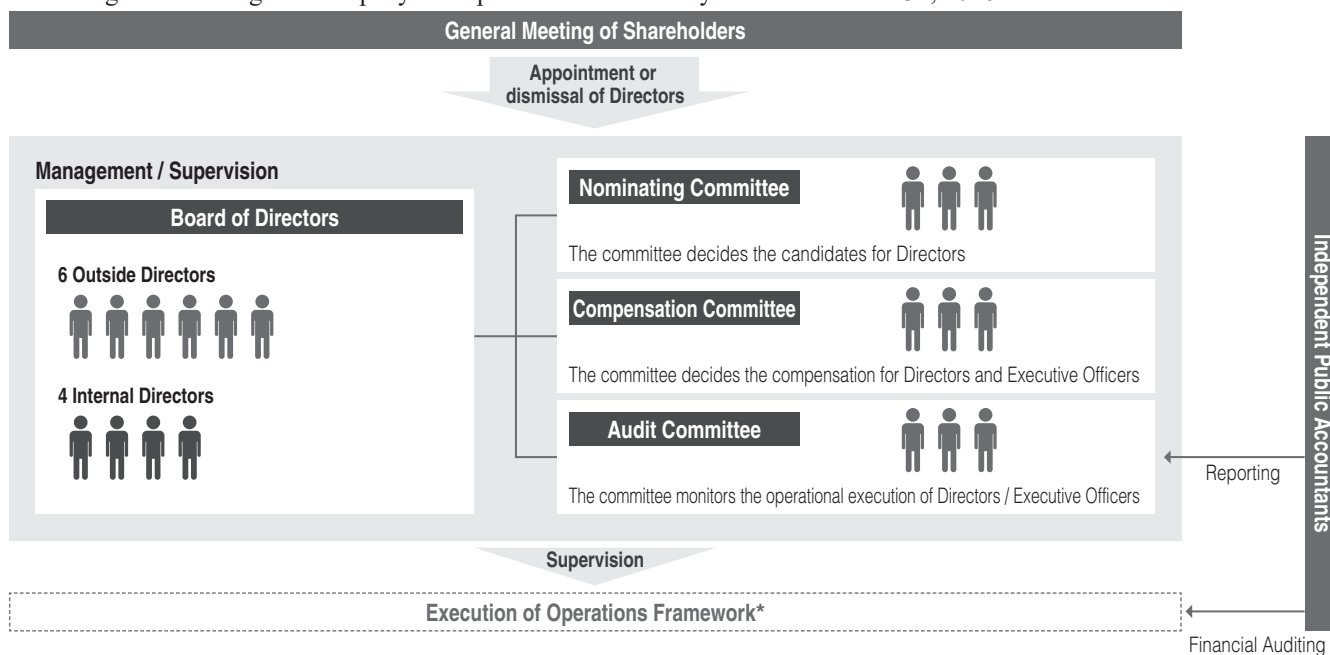 General Meeting of Shareholders
Appointment or
dismissal of Directors
Management / Supervision
Board of Directors
6 Outside Directors
4 Internal Directors
Nominating Committee
The committee decides the candidates for Directors
Compensation Committee
The committee decides the compensation for Directors and Executive Officers
Audit Committee
The committee monitors the operational execution of Directors / Executive Officers
Independent Public Accountants
Reporting
Supervision
Execution of Operations Framework*
Financial Auditing